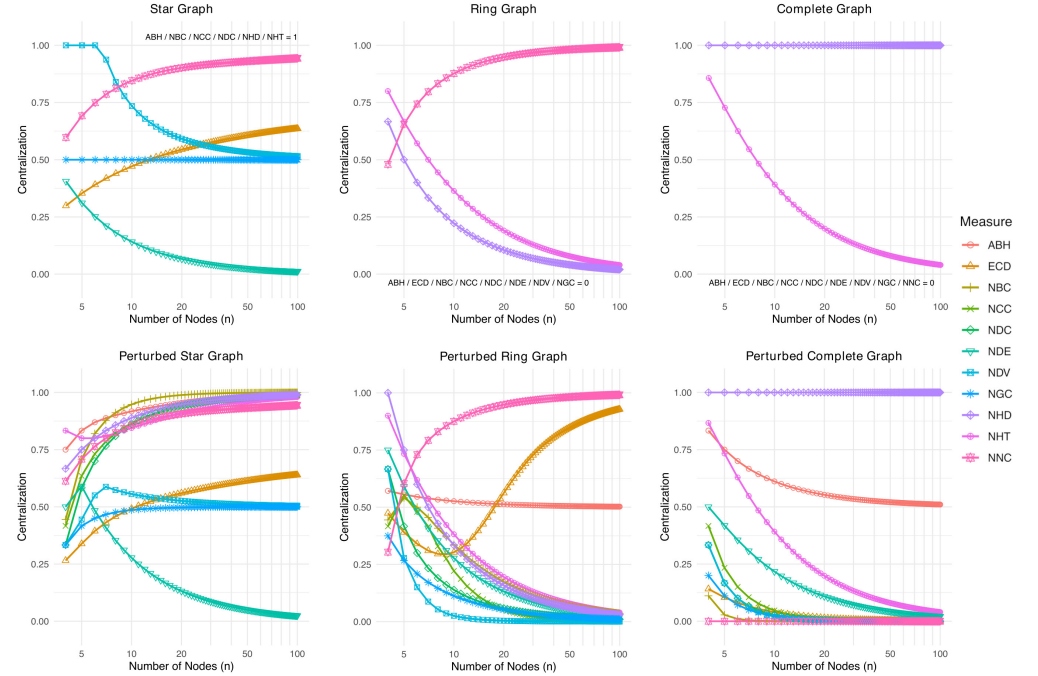 Star Graph
Ring Graph
Complete Graph
ABH / NBC / NCC / NDC / NHD / NHT = 1
1.00
0.75
0.50
0.25
0.00
Centralization
5
10
20
50
100
Number of Nodes (n)
1.00
0.75
0.50
0.25
0.00
Centralization
ABH / ECD / NBC / NCC / NDC / NDE / NDV / NGC = 0
5
10
20
50
100
Number of Nodes (n)
1.00
0.75
0.50
0.25
0.00
Centralization
ABH / ECD / NBC / NCC / NDC / NDE / NDV / NGC / NNC = 0
5
10
20
50
100
Number of Nodes (n)
Perturbed Star Graph
Perturbed Ring Graph
Perturbed Complete Graph
1.00
0.75
0.50
0.25
0.00
Centralization
5
10
20
50
100
Number of Nodes (n)
1.00
0.75
0.50
0.25
0.00
Centralization
5
10
20
50
100
Number of Nodes (n)
1.00
0.75
0.50
0.25
0.00
Centralization
5
10
20
50
100
Number of Nodes (n)
Measure
ABH
ECD
NBC
NCC
NDC
NDE
NDV
NGC
NHD
NHT
NNC